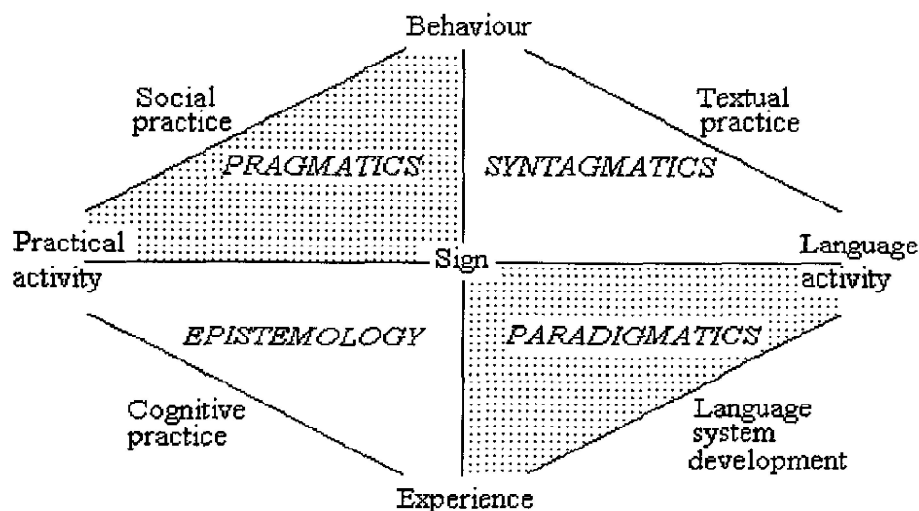 Behaviour
Social
practice
Textual
practice
PRAGMATICS
SYNTAGMATICS
Practical
activity
Sign
Language
activity
EPISTEMOLOGY
PARADIGMATICS
Cognitive
practice
Language
system
development
Experience